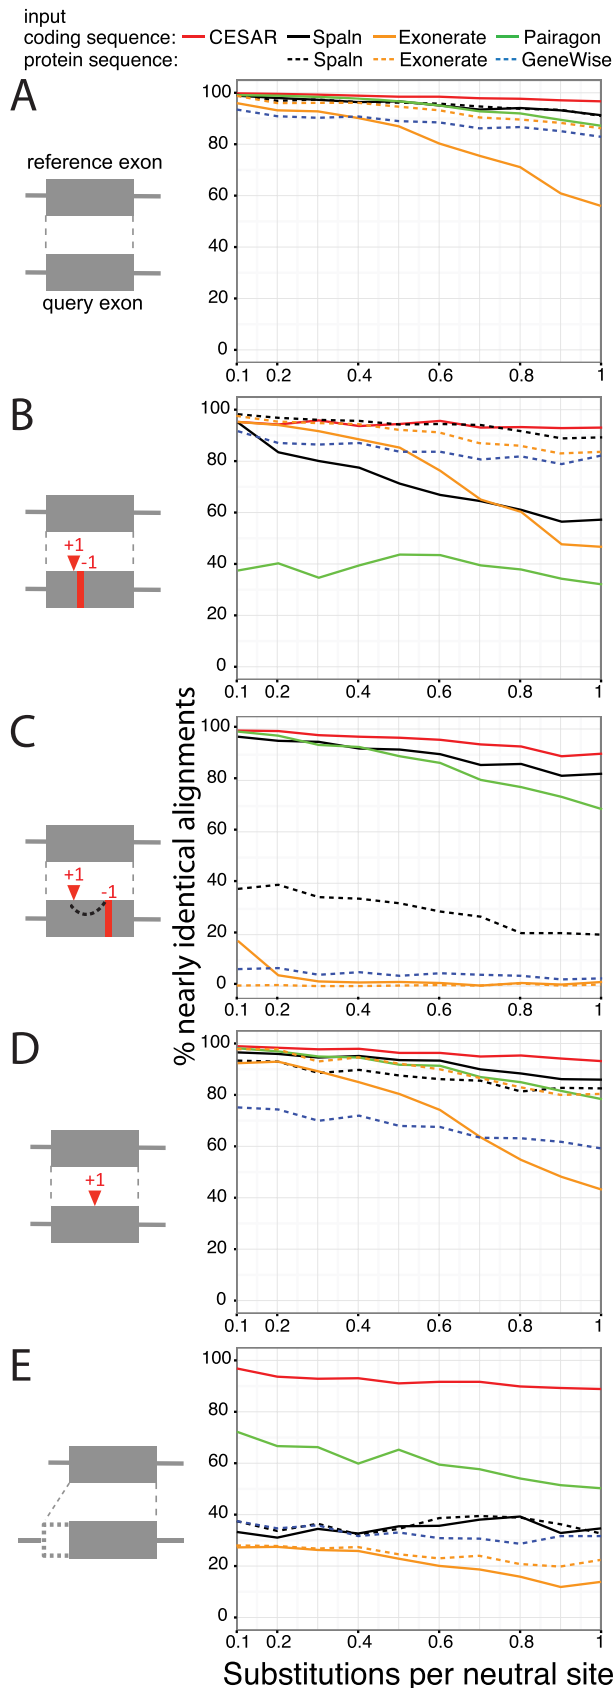 input
coding sequence: CESAR Spaln Exonerate Pairagon
protein sequence: Spaln Exonerate GeneWise
A
reference exon
query exon
100
80
60
40
20
0
0.1 0.2 0.4 0.6 0.8 1
B
+1
-1
100
80
60
40
20
0
0.1 0.2 0.4 0.6 0.8 1
% nearly identical alignments
C
+1
-1
100
80
60
40
20
0
0.1 0.2 0.4 0.6 0.8 1
D
+1
100
80
60
40
20
0
0.1 0.2 0.4 0.6 0.8 1
E
100
80
60
40
20
0
0.1 0.2 0.4 0.6 0.8 1
Substitutions per neutral site